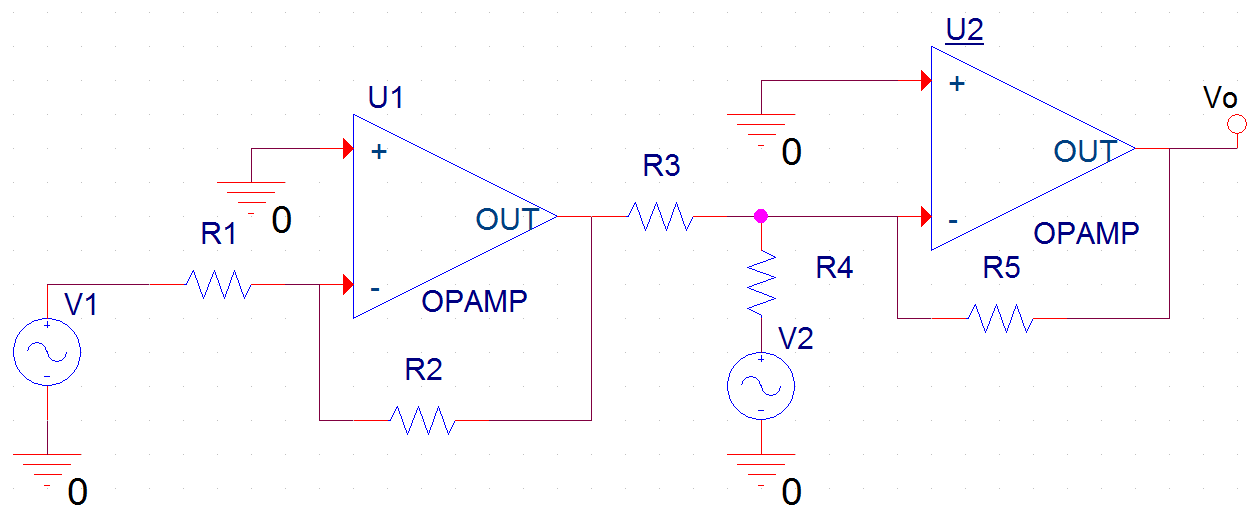 U1
+
OUT
-
OPAMP
0
R1
V1
+
-
0
R2
R3
R4
V2
+
-
0
U2
+
OUT
-
OPAMP
0
R5
Vo